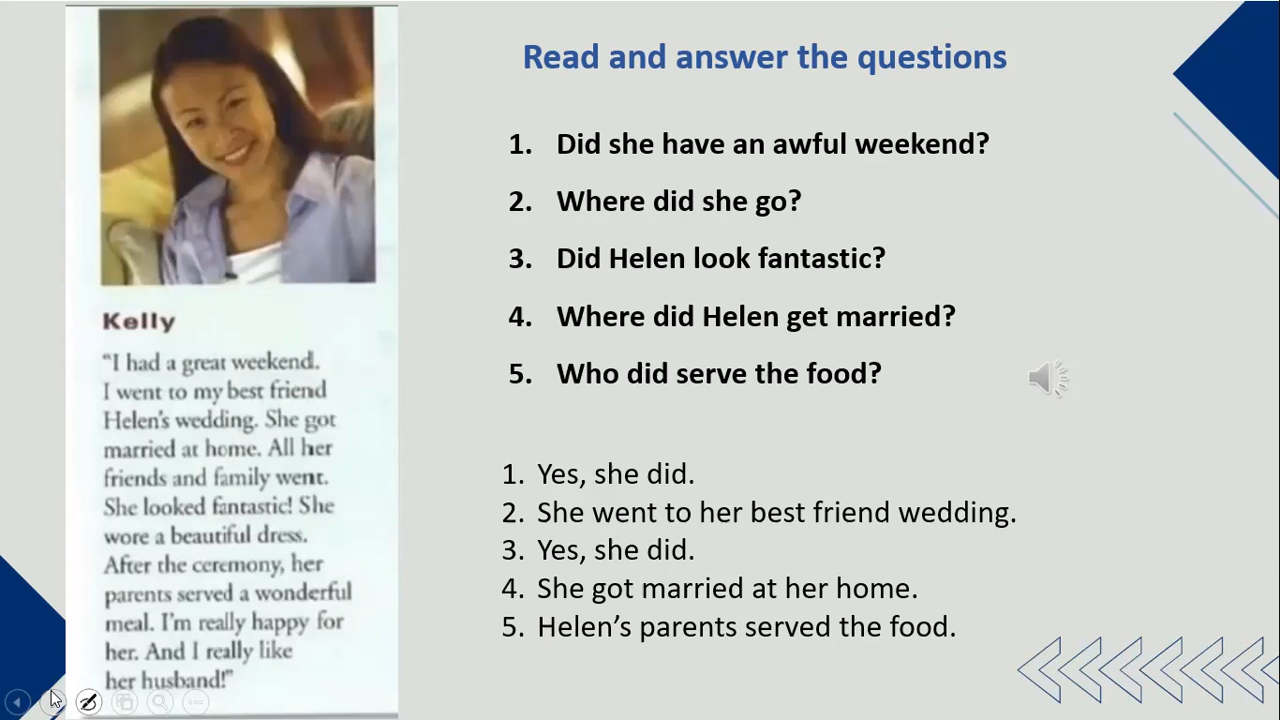 Kelly
"I had a great weekend.
I went to my best friend
Helen's wedding. She got
married at home. All her
friends and family went.
She looked fantastic! She
wore a beautiful dress.
After the ceremony, her
parents served a wonderful
meal. I'm really happy for
her. And I really like
her husband!"
Read and answer the questions
1. Did she have an awful weekend?
2. Where did she go?
3. Did Helen look fantastic?
4. Where did Helen get married?
5. Who did serve the food?
1. Yes, she did.
2. She went to her best friend wedding.
3. Yes, she did.
4. She got married at her home.
5. Helen’s parents served the food.